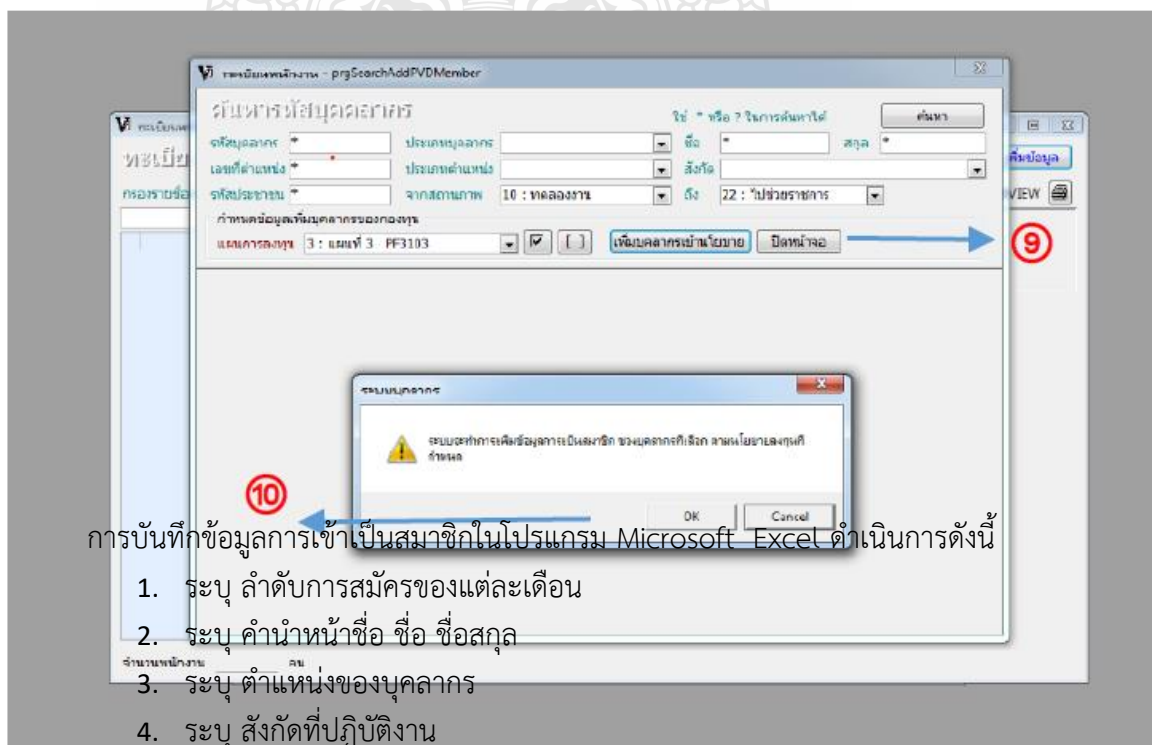 ทะเบียนพนักงาน - prgSearchAddPVDMember
ค้นหารหัสบุคคลากร
ใช้ * หรือ ? ในการค้นหาได้
ค้นหา
รหัสบุคลากร * ประเภทบุคลากร ชื่อ * สกุล *
เลขที่ตำแหน่ง * ประเภทตำแหน่ง สังกัด
รหัสประชาชน * จากสถานภาพ 10 : ทดลองงาน ถึง 22 : ไปช่วยราชการ
กำหนดข้อมูลเพิ่มบุคลากรของกองทุน
แผนการลงทุน 3 : แผนที่ 3 - PF3103 [ ] เพิ่มบุคลากรเข้านโยบาย ปิดหน้าจอ
9
กรองรายชื่อ
VIEW
ระบบบุคลากร
ระบบจะทำการเพิ่มข้อมูลการเป็นสมาชิก ของบุคลากรที่เลือก ตามนโยบายลงทุนที่
กำหนด
OK Cancel
10
การบันทึกข้อมูลการเข้าเป็นสมาชิกในโปรแกรม Microsoft Excel ดำเนินการดังนี้
1. ระบุ ลำดับการสมัครของแต่ละเดือน
2. ระบุ คำนำหน้าชื่อ ชื่อ ชื่อสกุล
จำนวนพนักงาน คน
3. ระบุ ตำแหน่งของบุคลากร
4. ระบุ สังกัดที่ปฏิบัติงาน